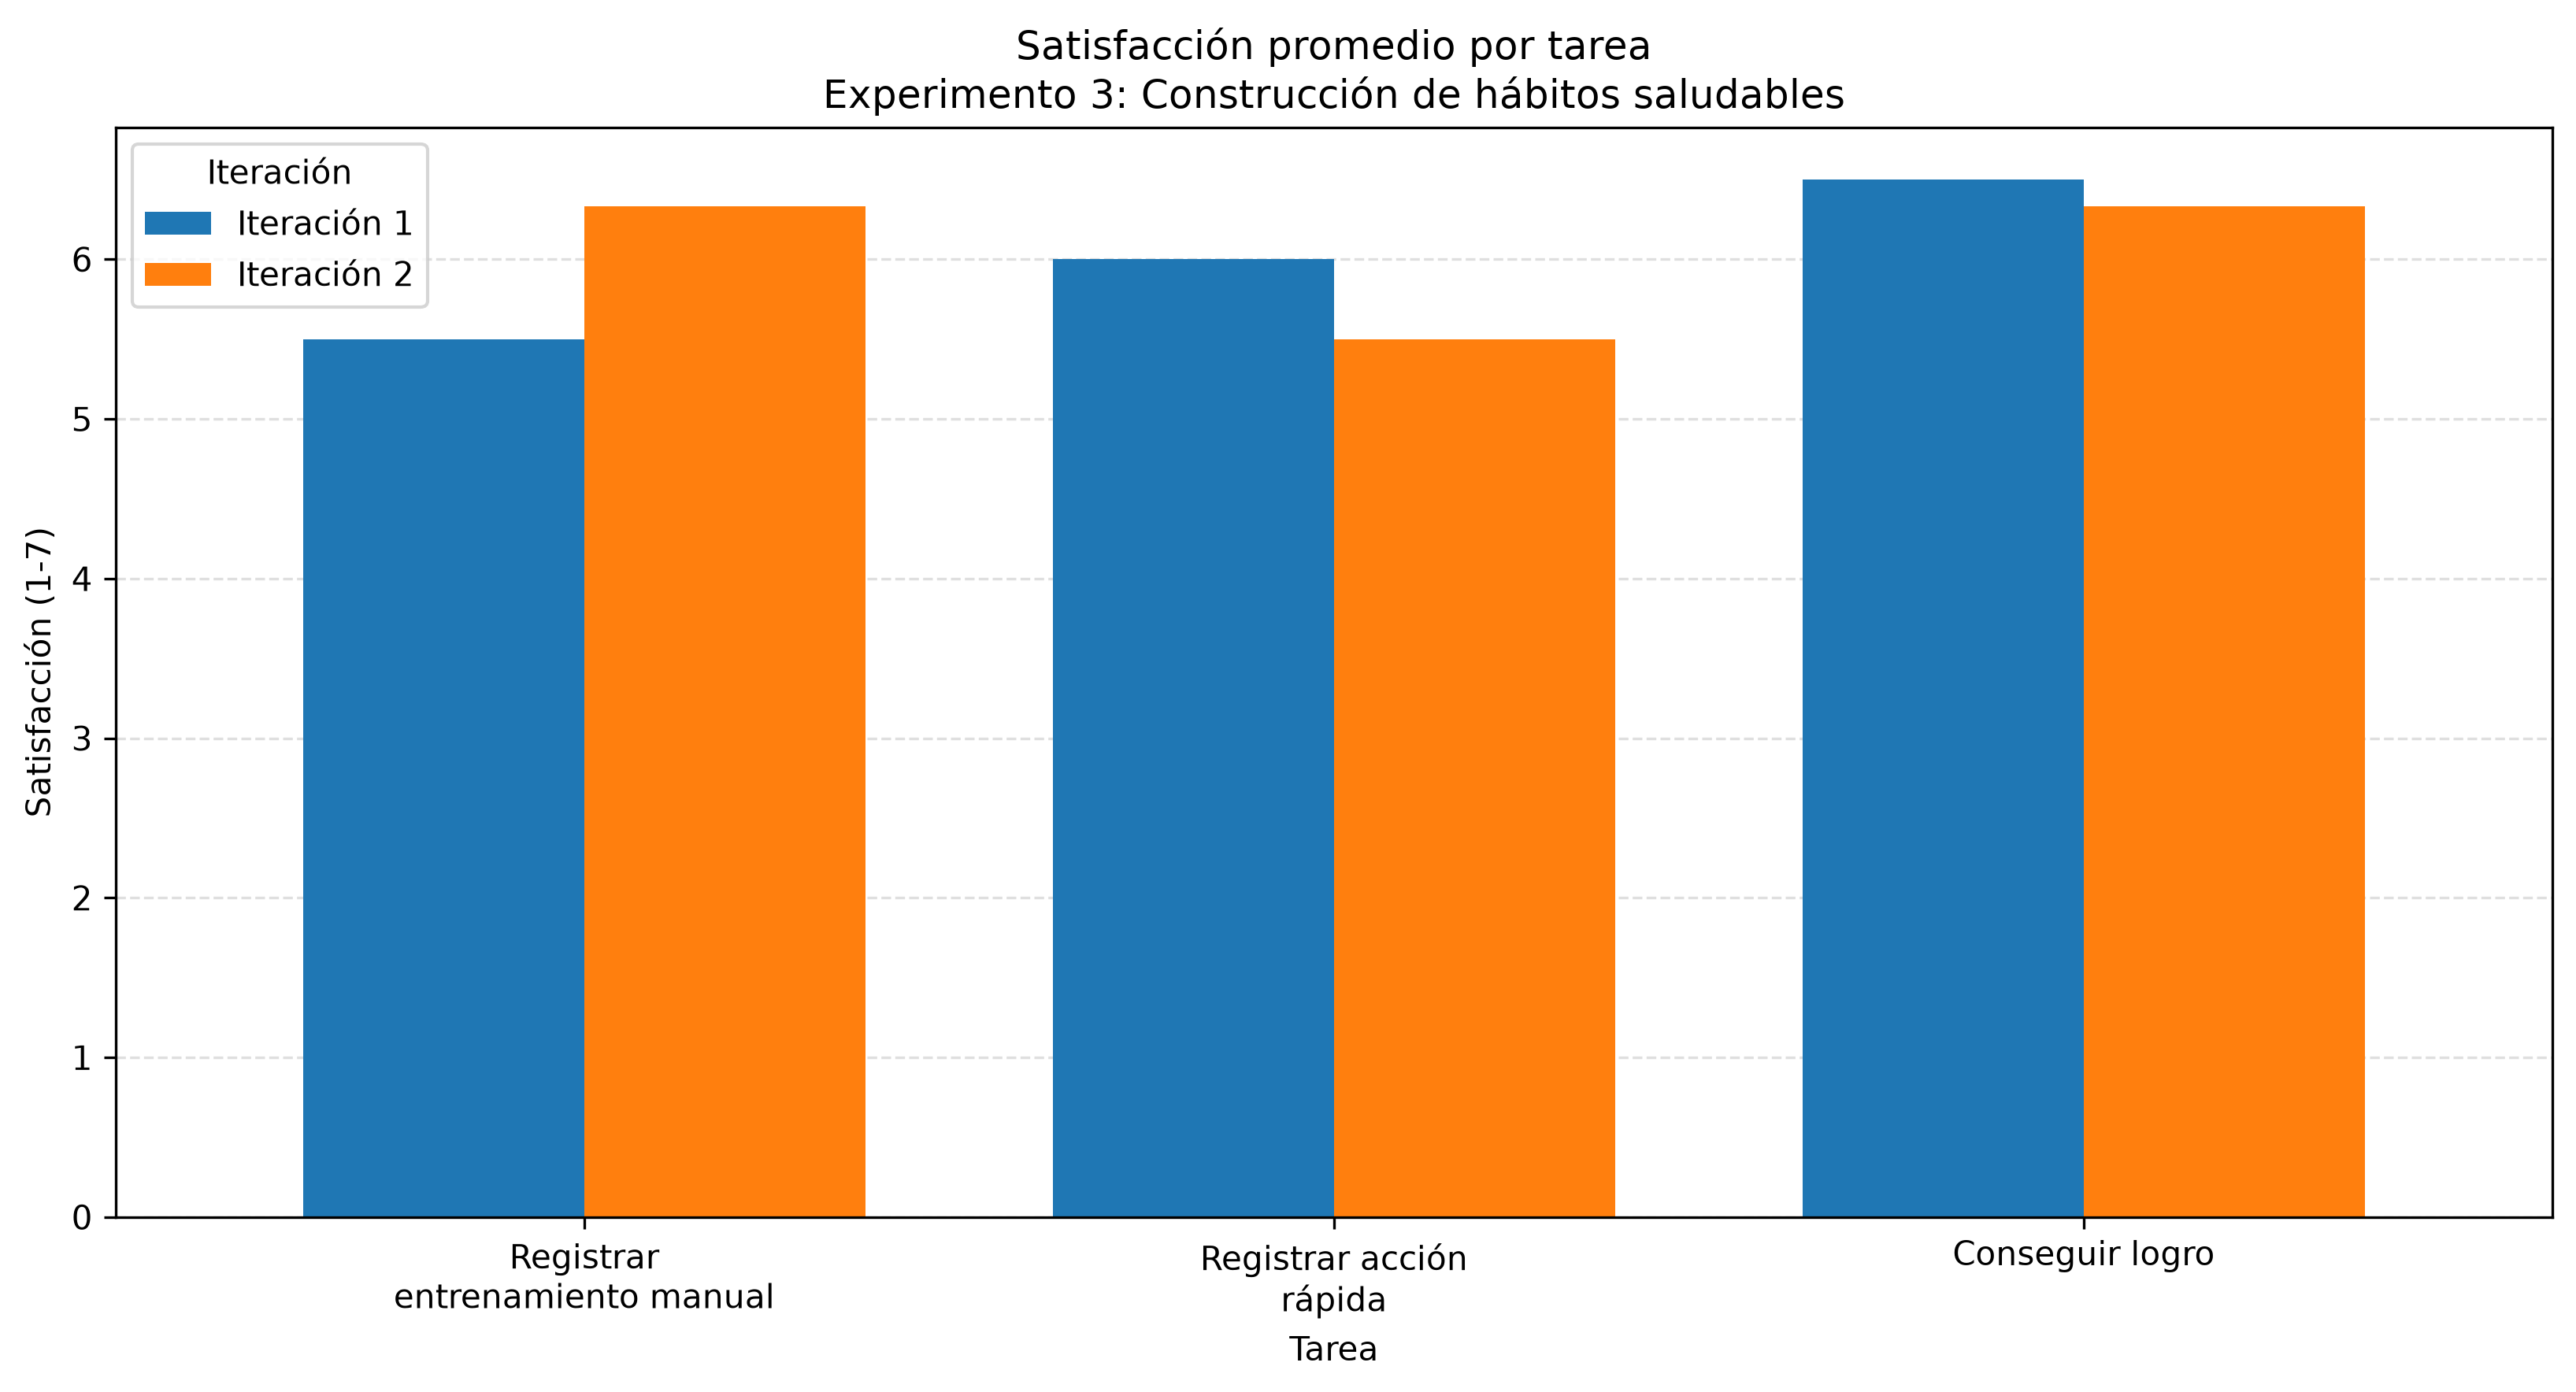 Satisfacción promedio por tarea
Experimento 3: Construcción de hábitos saludables
Iteración
Iteración 1
Iteración 2
6
5
4
3
2
1
0
Satisfacción (1-7)
Registrar
entrenamiento manual
Registrar acción
rápida
Conseguir logro
Tarea